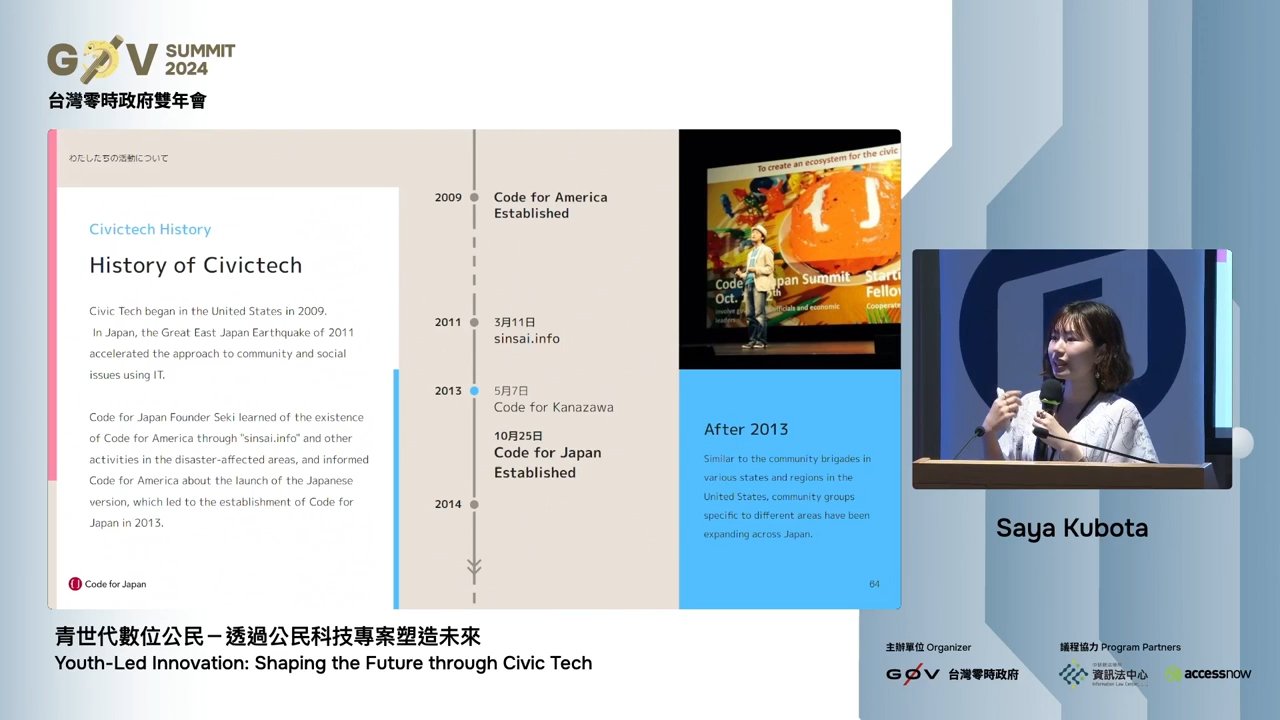 GØV SUMMIT
2024
台灣零時政府雙年會
わたしたちの活動について
Civictech History
History of Civictech
Civic Tech began in the United States in 2009.
In Japan, the Great East Japan Earthquake of 2011
accelerated the approach to community and social
issues using IT.
Code for Japan Founder Seki learned of the existence
of Code for America through "sinsai.info" and other
activities in the disaster-affected areas, and informed
Code for America about the launch of the Japanese
version, which led to the establishment of Code for
Japan in 2013.
Code for Japan
2009
Code for America
Established
2011
3月11日
sinsai.info
2013
5月7日
Code for Kanazawa
10月25日
Code for Japan
Established
2014
To create an ecosystem for the civic
Code
pan Summit
Oct.
Starti
Fellow
Cooperate
leaders
After 2013
Similar to the community brigades in
various states and regions in the
United States, community groups
specific to different areas have been
expanding across Japan.
64
Saya Kubota
青世代數位公民－透過公民科技專案塑造未來
Youth-Led Innovation: Shaping the Future through Civic Tech
主辦單位 Organizer
GØV 台灣零時政府
議程協力 Program Partners
資訊法中心
Information Law Center
accessnow